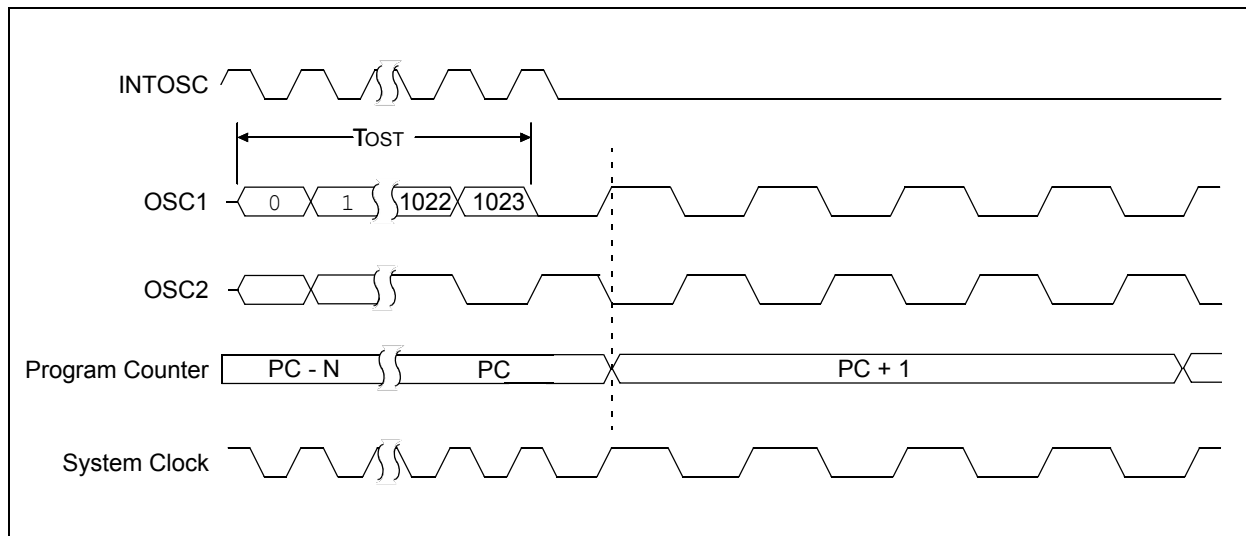 INTOSC
TOST
OSC1 0 1 1022 1023
OSC2
Program Counter PC - N PC PC + 1
System Clock